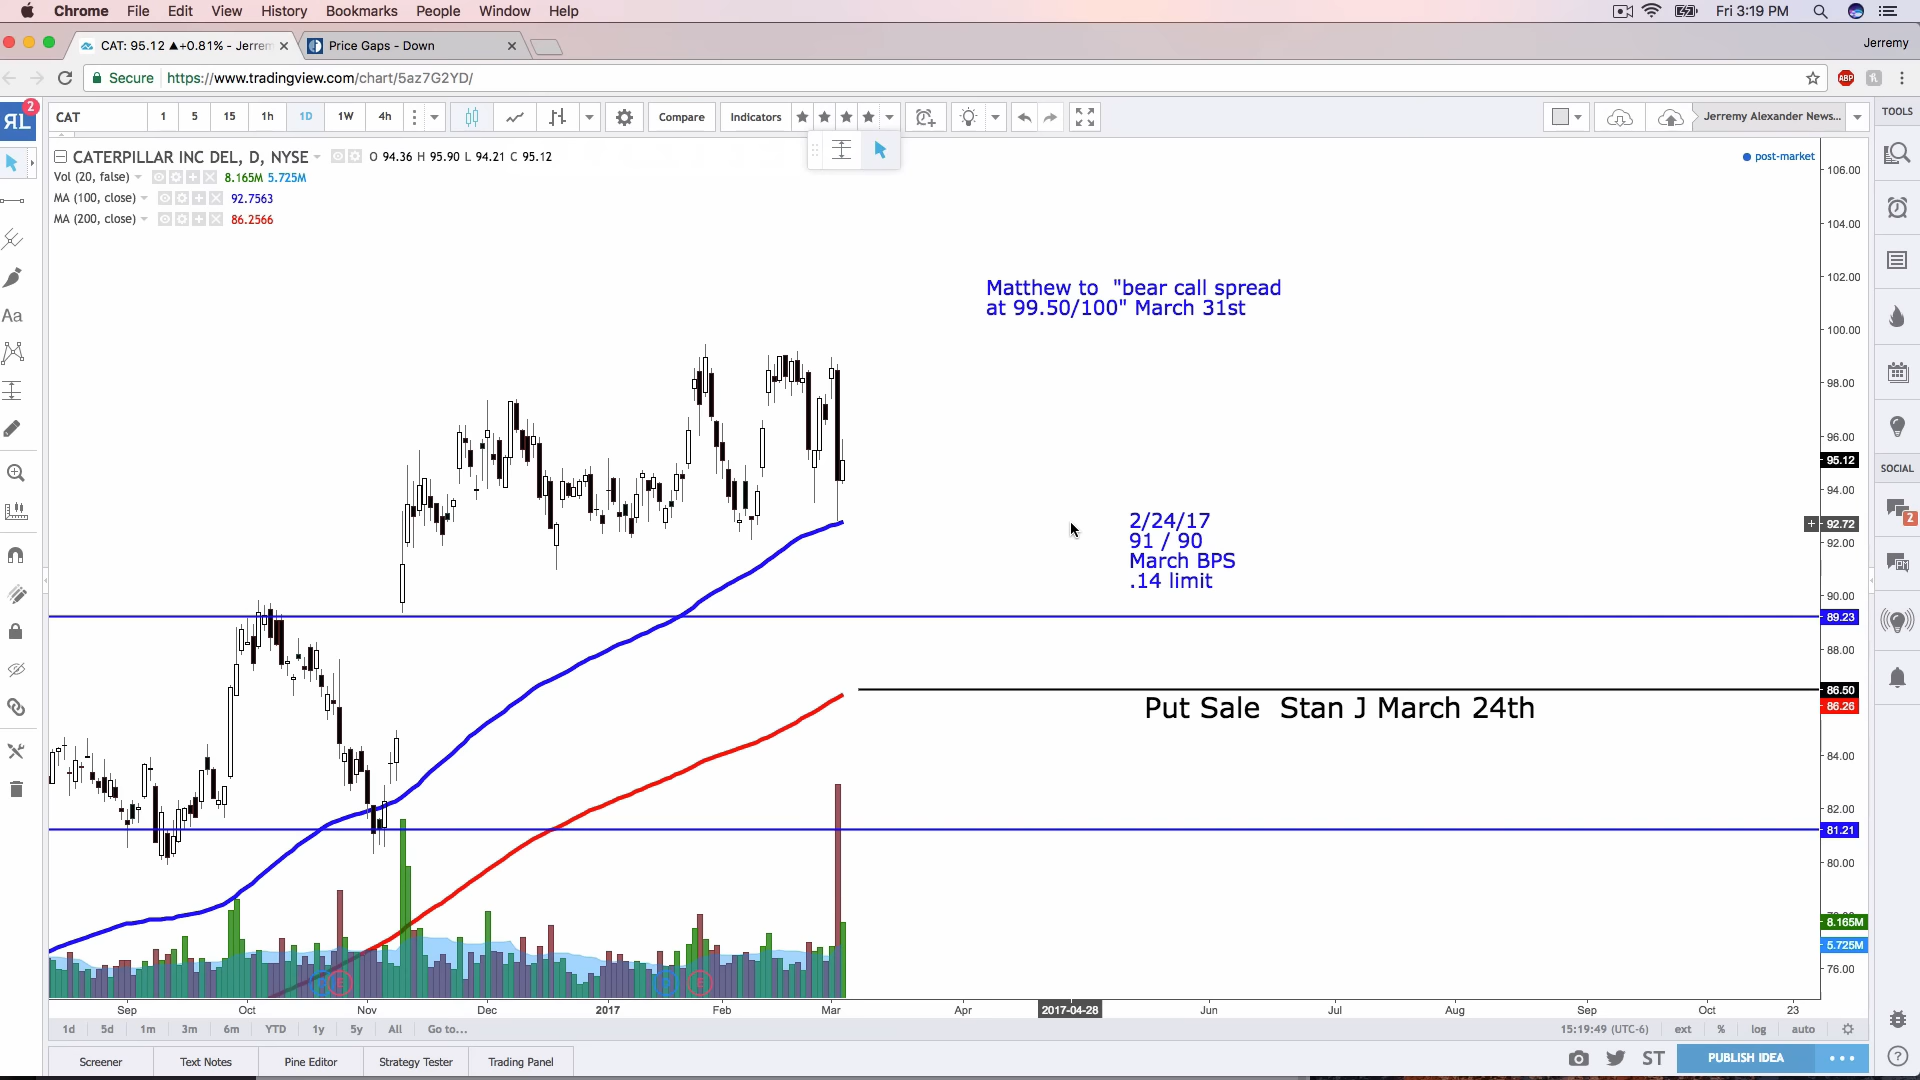 Chrome File Edit View History Bookmarks People Window Help Fri 3:19 PM
CAT: 95.12 ▲+0.81% - Jerrem Price Gaps - Down Jerremy
Secure https://www.tradingview.com/chart/5az7G2YD/ ABP
2
CAT 1 5 15 1h 1D 1W 4h Compare Indicators Jerremy Alexander News... TOOLS
CATERPILLAR INC DEL, D, NYSE O 94.36 H 95.90 L 94.21 C 95.12 post-market
Vol (20, false) 8.165M 5.725M
MA (100, close) 92.7563
MA (200, close) 86.2566
Aa
Matthew to "bear call spread
at 99.50/100" March 31st
2/24/17
91 / 90
March BPS
.14 limit
Put Sale Stan J March 24th
106.00
104.00
102.00
100.00
98.00
96.00
95.12
94.00
92.72
92.00
90.00
89.23
88.00
86.50
86.26
84.00
82.00
81.21
80.00
8.165M
5.725M
76.00
SOCIAL
2
Sep Oct Nov Dec 2017 Feb Mar Apr 2017-04-28 Jun Jul Aug Sep Oct 23
1d 5d 1m 3m 6m YTD 1y 5y All Go to... 15:19:49 (UTC-6) ext % log auto
Screener Text Notes Pine Editor Strategy Tester Trading Panel ST PUBLISH IDEA